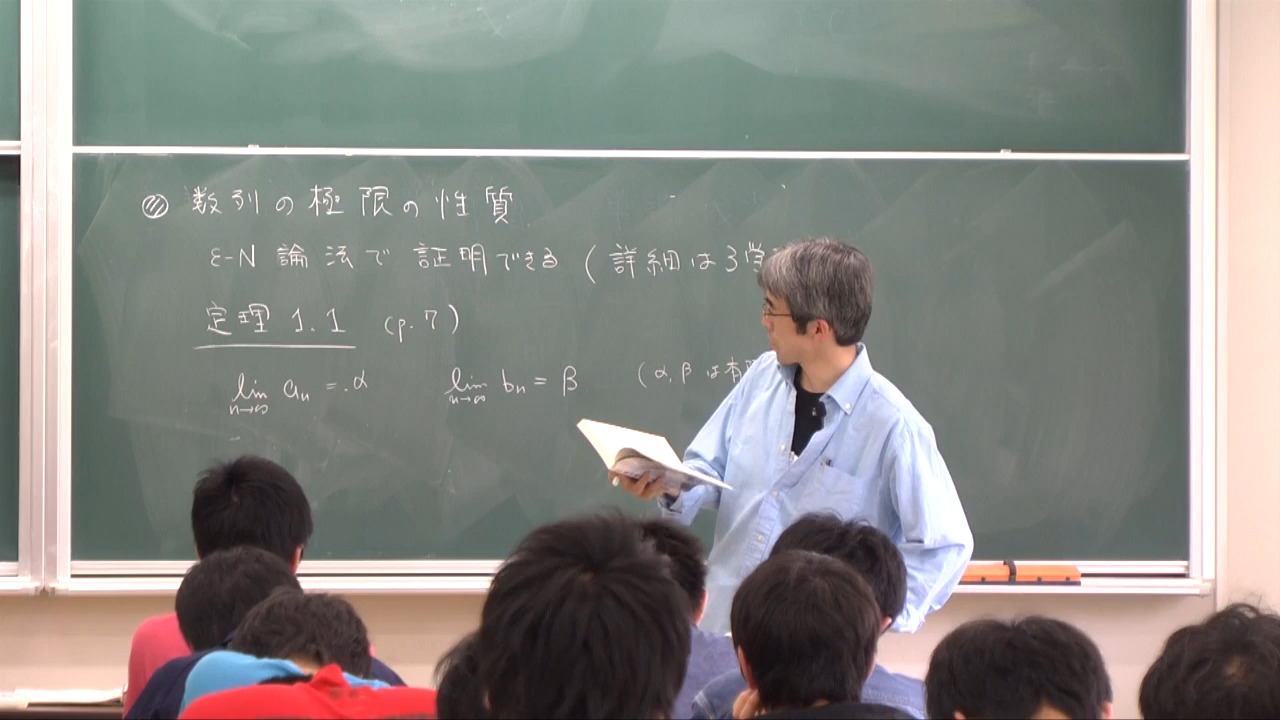 数列の極限の性質
ε-N 論法で 証明できる (詳細は3学
定理 1.1 (p.7)
lim n→∞ an = α lim n→∞ bn = β (α, β は有